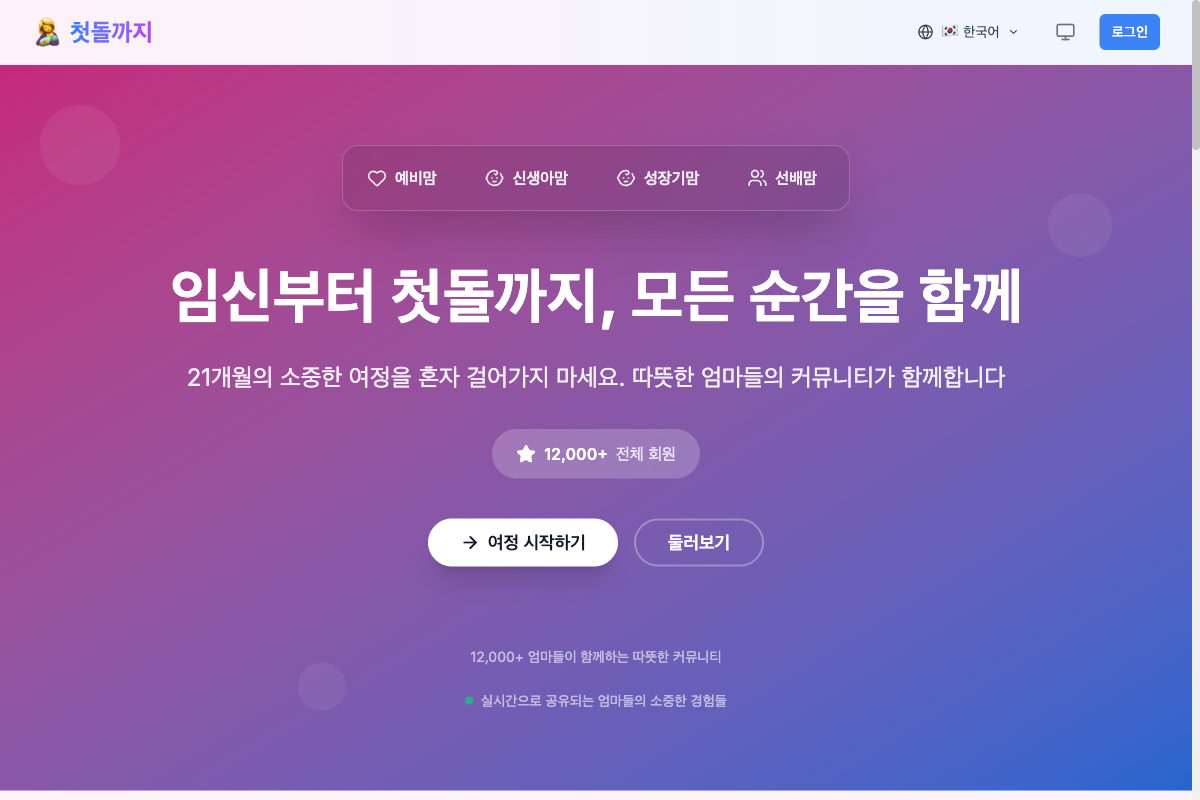 첫돌까지
한국어
로그인
예비맘 신생아맘 성장기맘 선배맘
임신부터 첫돌까지, 모든 순간을 함께
21개월의 소중한 여정을 혼자 걸어가지 마세요. 따뜻한 엄마들의 커뮤니티가 함께합니다
12,000+ 전체 회원
여정 시작하기 둘러보기
12,000+ 엄마들이 함께하는 따뜻한 커뮤니티
실시간으로 공유되는 엄마들의 소중한 경험들